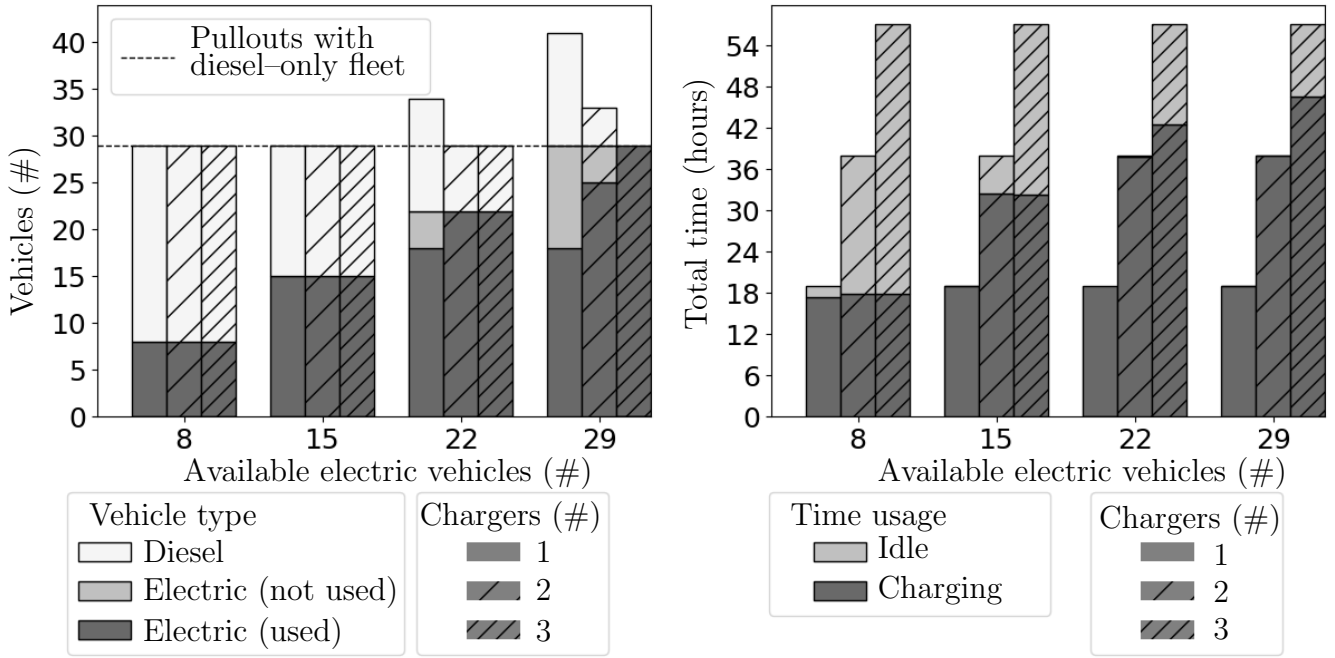 Pullouts with
diesel–only fleet
Vehicles (#)
40
35
30
25
20
15
10
5
0
8
15
22
29
Available electric vehicles (#)
Vehicle type
Diesel
Electric (not used)
Electric (used)
Chargers (#)
1
2
3
Total time (hours)
54
48
42
36
30
24
18
12
6
0
8
15
22
29
Available electric vehicles (#)
Time usage
Idle
Charging
Chargers (#)
1
2
3